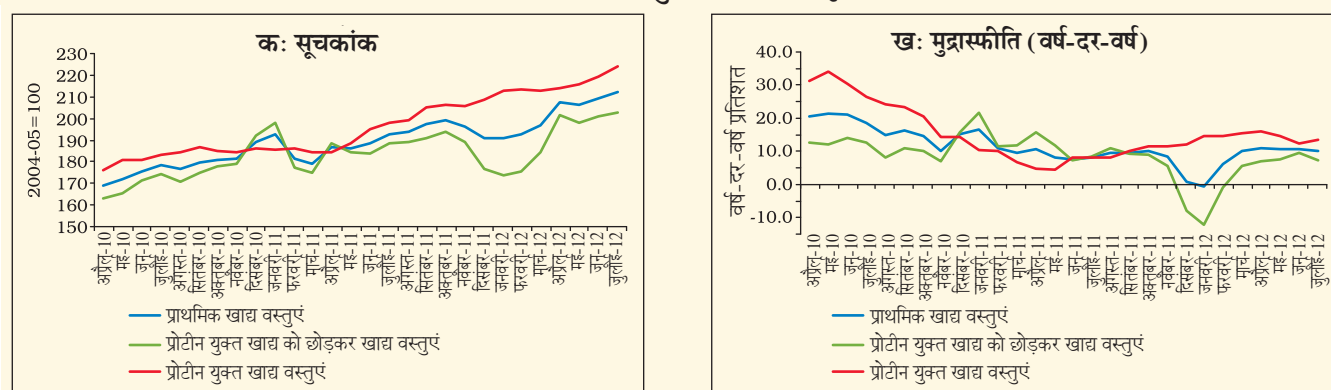 क: सूचकांक
2004-05=100
230
220
210
200
190
180
170
160
150
अप्रैल-10
मई-10
जून-10
जुलाई-10
अगस्त-10
सितंबर-10
अक्तूबर-10
नवंबर-10
दिसंबर-10
जनवरी-11
फरवरी-11
मार्च-11
अप्रैल-11
मई-11
जून-11
जुलाई-11
अगस्त-11
सितंबर-11
अक्तूबर-11
नवंबर-11
दिसंबर-11
जनवरी-12
फरवरी-12
मार्च-12
अप्रैल-12
मई-12
जून-12
जुलाई-12
प्राथमिक खाद्य वस्तुएं
प्रोटीन युक्त खाद्य को छोड़कर खाद्य वस्तुएं
प्रोटीन युक्त खाद्य वस्तुएं
ख: मुद्रास्फीति (वर्ष-दर-वर्ष)
वर्ष-दर-वर्ष प्रतिशत
40.0
30.0
20.0
10.0
0.0
-10.0
अप्रैल-10
मई-10
जून-10
जुलाई-10
अगस्त-10
सितंबर-10
अक्तूबर-10
नवंबर-10
दिसंबर-10
जनवरी-11
फरवरी-11
मार्च-11
अप्रैल-11
मई-11
जून-11
जुलाई-11
अगस्त-11
सितंबर-11
अक्तूबर-11
नवंबर-11
दिसंबर-11
जनवरी-12
फरवरी-12
मार्च-12
अप्रैल-12
मई-12
जून-12
जुलाई-12
प्राथमिक खाद्य वस्तुएं
प्रोटीन युक्त खाद्य को छोड़कर खाद्य वस्तुएं
प्रोटीन युक्त खाद्य वस्तुएं